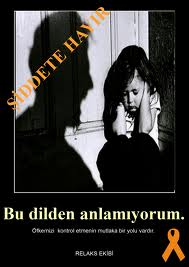 ŞİDDETE HAYIR
Bu dilden anlamıyorum.
Öfkenizi kontrol etmenin mutlaka bir yolu vardır.
RELAKS EKİBİ